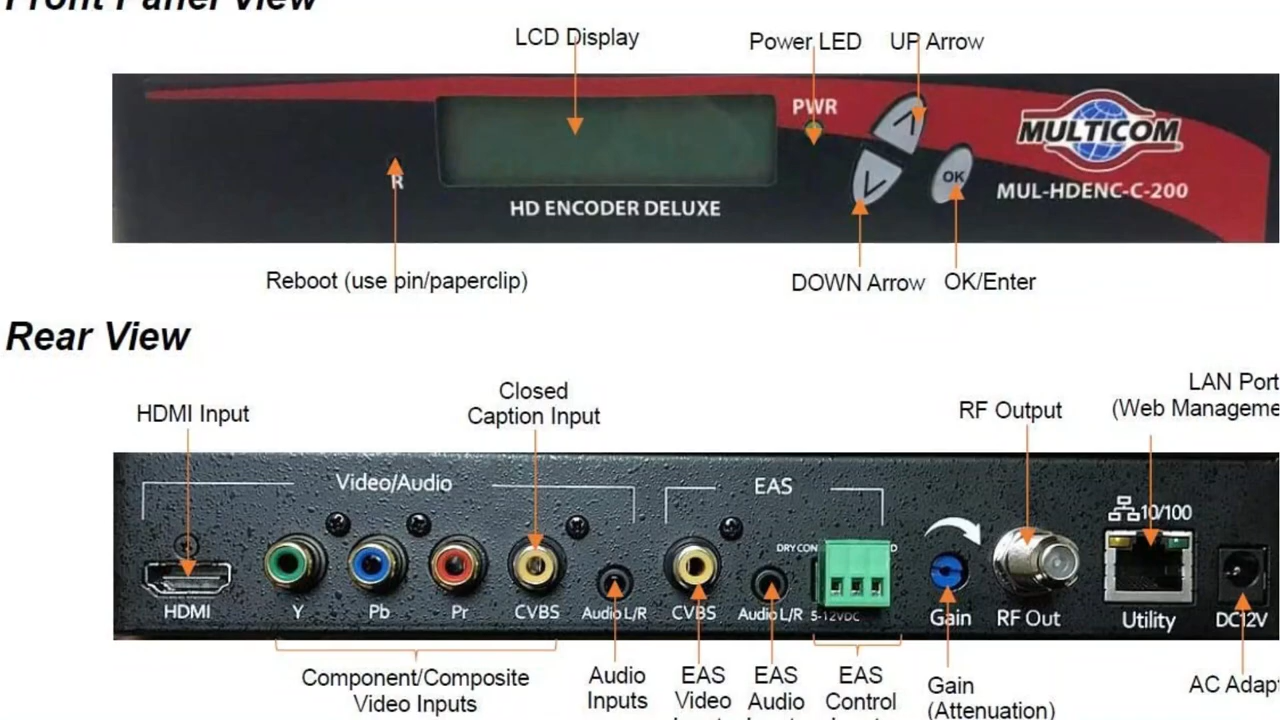 Front Panel View
LCD Display
Power LED
UP Arrow
PWR
MULTICOM
R
OK
MUL-HDENC-C-200
HD ENCODER DELUXE
Reboot (use pin/paperclip)
DOWN Arrow
OK/Enter
Rear View
HDMI Input
Closed
Caption Input
RF Output
LAN Port
(Web Manageme
Video/Audio
EAS
10/100
DRY CON
D
HDMI
Y
Pb
Pr
CVBS
Audio L/R
CVBS
Audio L/R
5-12VDC
Gain
RF Out
Utility
DC12V
Component/Composite
Video Inputs
Audio
Inputs
EAS
Video
EAS
Audio
EAS
Control
Gain
(Attenuation)
AC Adap